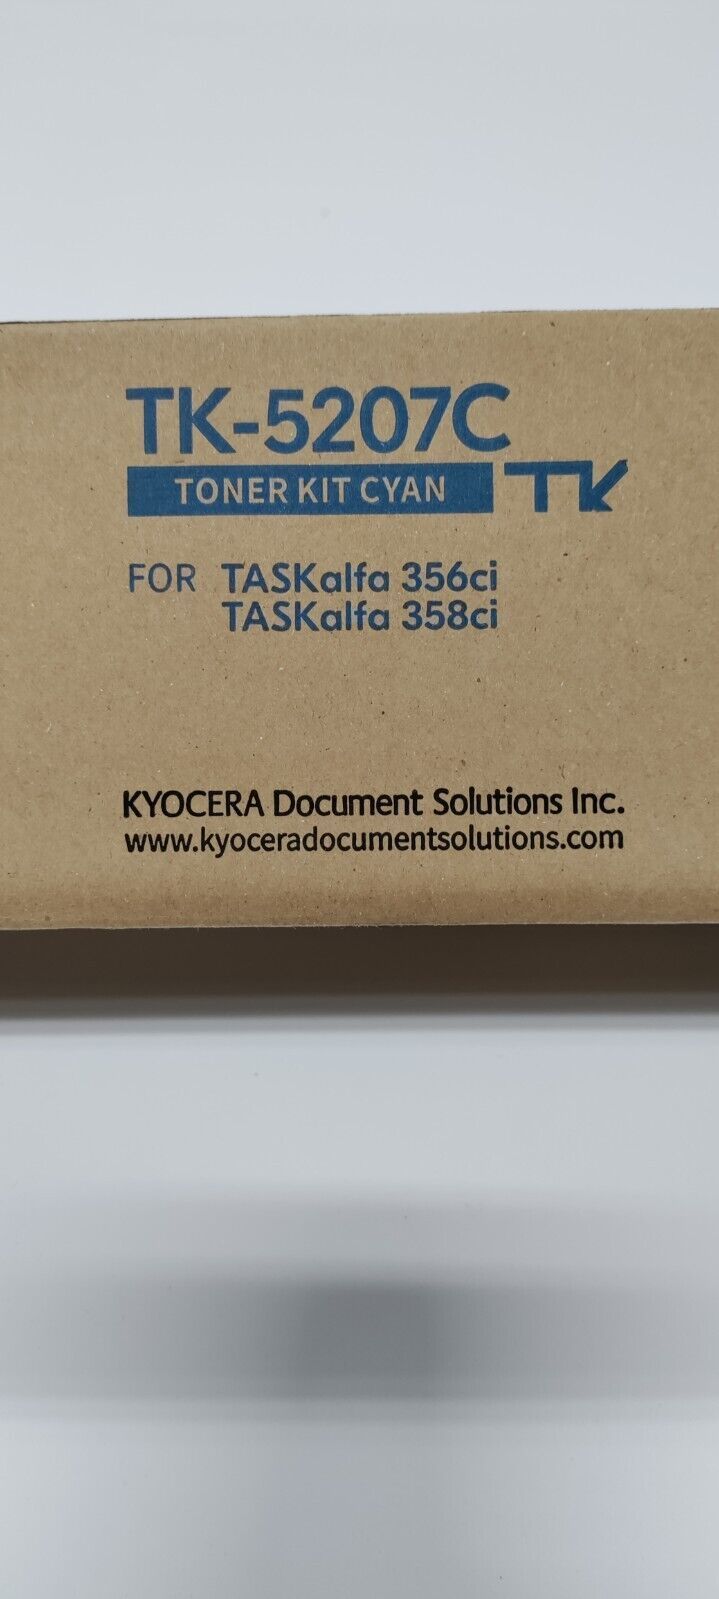 TK-5207C
TONER KIT CYAN TK
FOR TASKalfa 356ci
TASKalfa 358ci
KYOCERA Document Solutions Inc.
www.kyoceradocumentsolutions.com